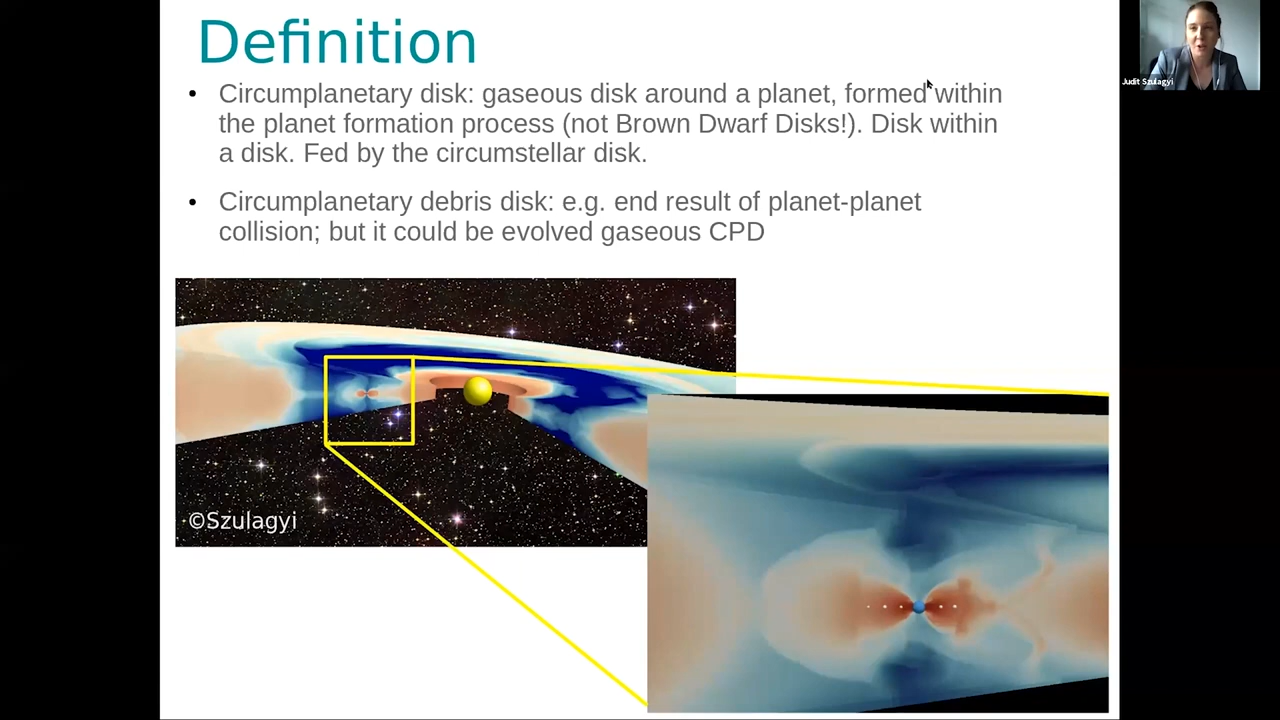 Definition
Circumplanetary disk: gaseous disk around a planet, formed within
the planet formation process (not Brown Dwarf Disks!). Disk within
a disk. Fed by the circumstellar disk.
Circumplanetary debris disk: e.g. end result of planet-planet
collision; but it could be evolved gaseous CPD
©Szulagyi
Judit Szulagyi